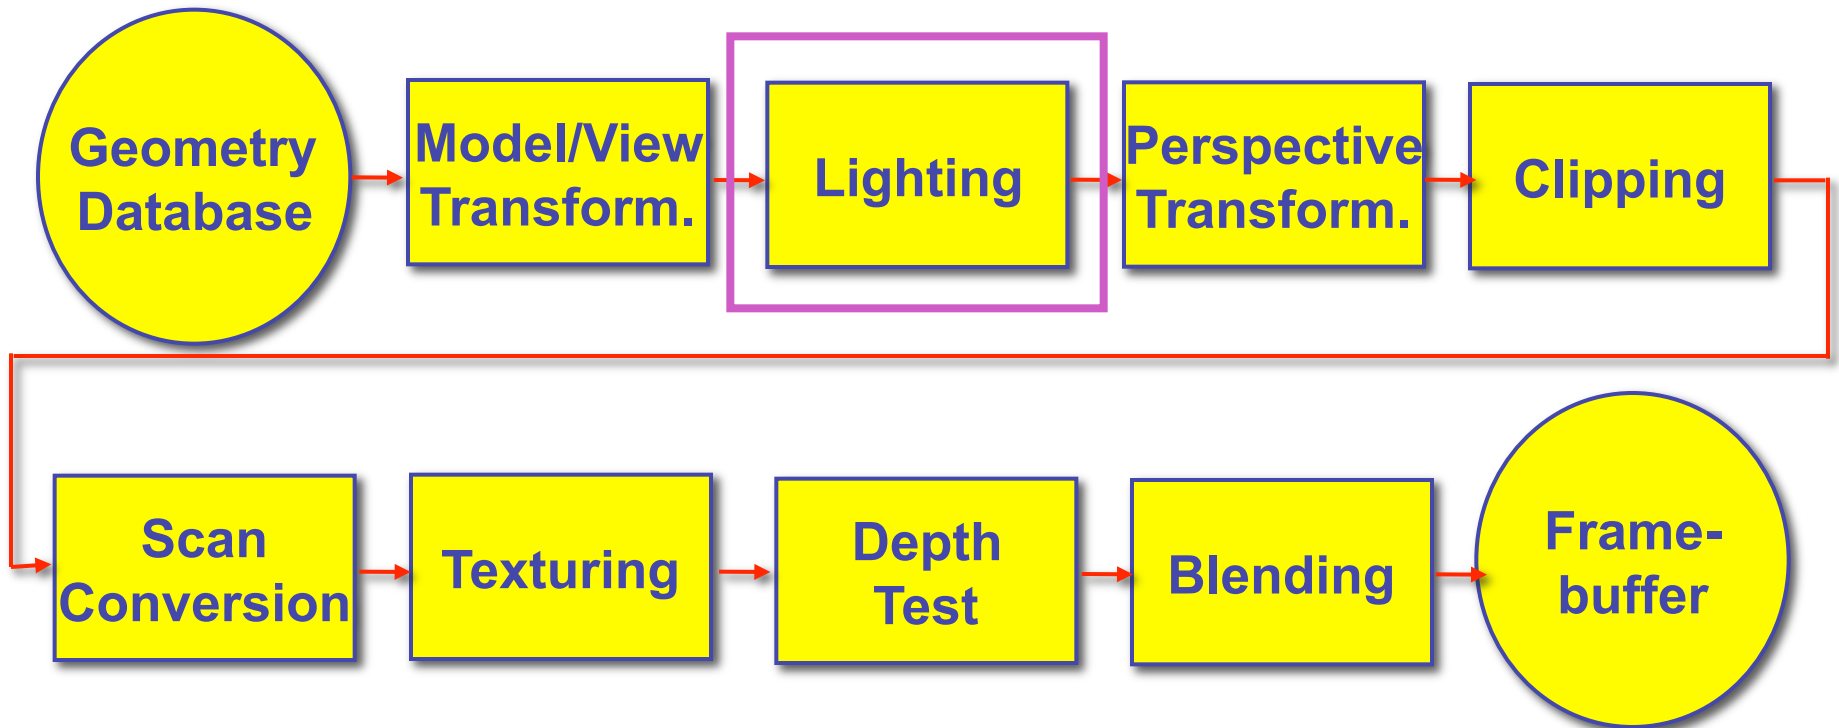 Geometry
Database
Model/View
Transform.
Lighting
Perspective
Transform.
Clipping
Scan
Conversion
Texturing
Depth
Test
Blending
Frame-
buffer